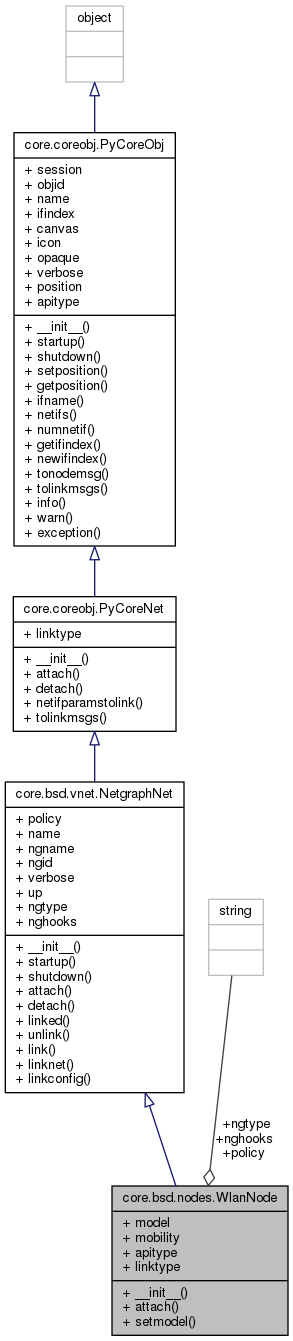 object
core.coreobj.PyCoreObj
+ session
+ objid
+ name
+ ifindex
+ canvas
+ icon
+ opaque
+ verbose
+ position
+ apitype
+ __init__()
+ startup()
+ shutdown()
+ setposition()
+ getposition()
+ ifname()
+ netifs()
+ numnetif()
+ getifindex()
+ newifindex()
+ tonodemsg()
+ tolinkmsgs()
+ info()
+ warn()
+ exception()
core.coreobj.PyCoreNet
+ linktype
+ __init__()
+ attach()
+ detach()
+ netifparamstolink()
+ tolinkmsgs()
core.bsd.vnet.NetgraphNet
+ policy
+ name
+ ngname
+ ngid
+ verbose
+ up
+ ngtype
+ nghooks
+ __init__()
+ startup()
+ shutdown()
+ attach()
+ detach()
+ linked()
+ unlink()
+ link()
+ linknet()
+ linkconfig()
string
+ngtype
+nghooks
+policy
core.bsd.nodes.WlanNode
+ model
+ mobility
+ apitype
+ linktype
+ __init__()
+ attach()
+ setmodel()